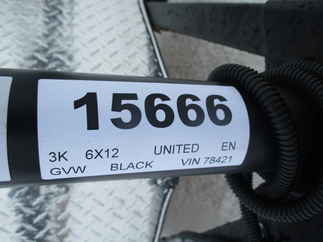 15666
3K 6X12 UNITED EN
GVW BLACK VIN 78421